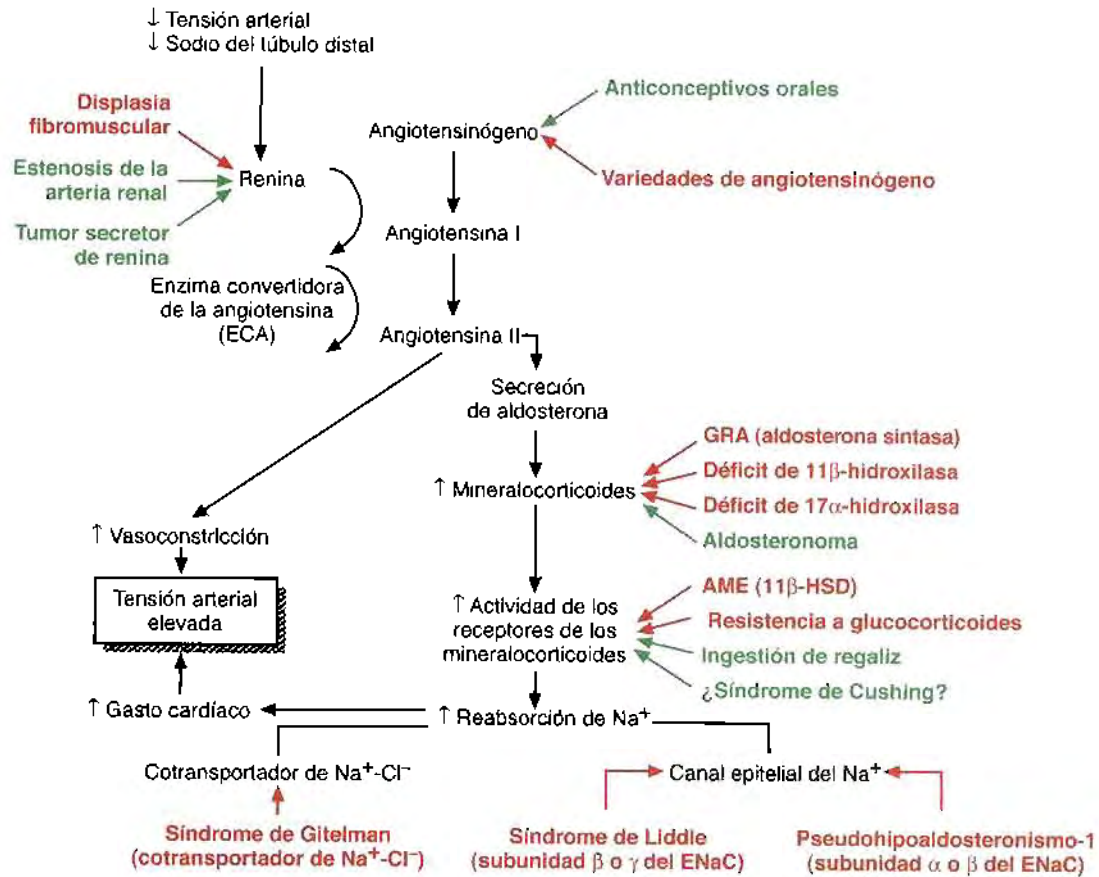 ↓ Tensión arterial
↓ Sodio del túbulo distal
Displasia
fibromuscular
Estenosis de la
arteria renal
Tumor secretor
de renina
Renina
Angiotensinógeno
Anticonceptivos orales
Variedades de angiotensinógeno
Angiotensina I
Enzima convertidora
de la angiotensina
(ECA)
Angiotensina II
Secreción
de aldosterona
↑ Mineralocorticoides
GRA (aldosterona sintasa)
Déficit de 11β-hidroxilasa
Déficit de 17α-hidroxilasa
Aldosteronoma
↑ Vasoconstricción
Tensión arterial
elevada
↑ Actividad de los
receptores de los
mineralocorticoides
AME (11β-HSD)
Resistencia a glucocorticoides
Ingestión de regaliz
¿Síndrome de Cushing?
↑ Gasto cardíaco
↑ Reabsorción de Na⁺
Cotransportador de Na⁺-Cl⁻
Canal epitelial del Na⁺
Síndrome de Gitelman
(cotransportador de Na⁺-Cl⁻)
Síndrome de Liddle
(subunidad β o γ del ENaC)
Pseudohipoaldosteronismo-1
(subunidad α o β del ENaC)